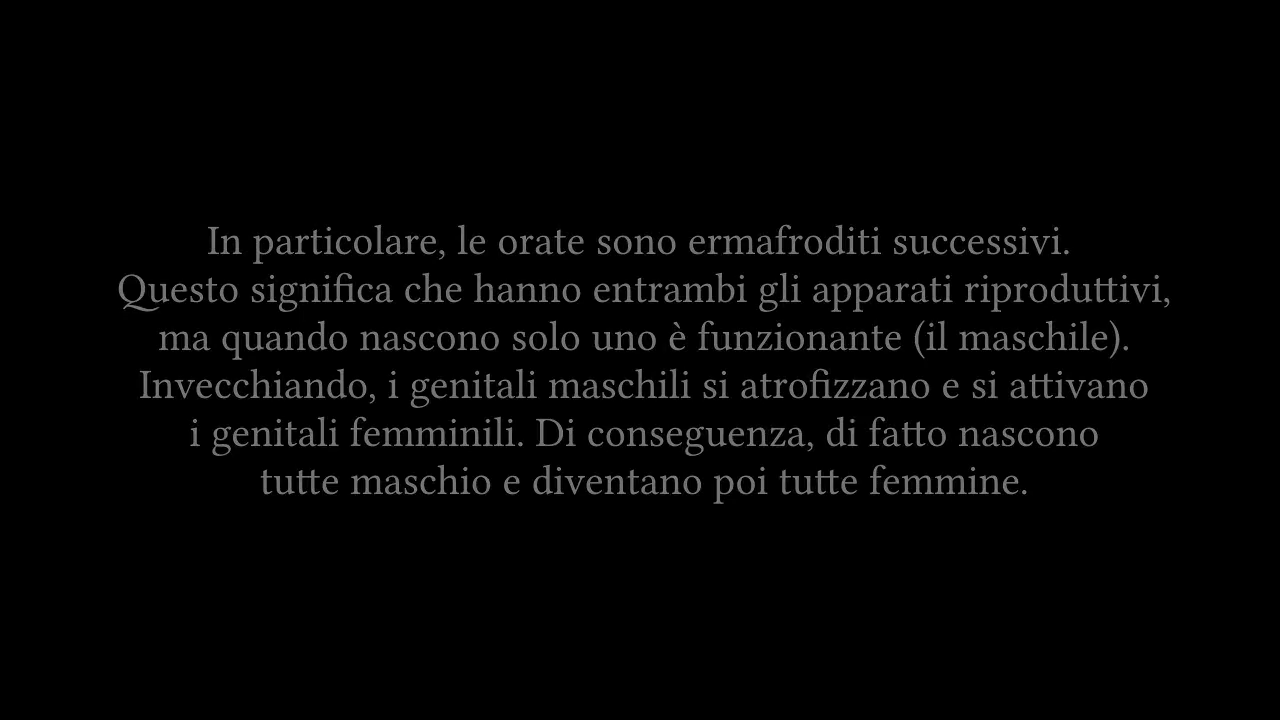 In particolare, le orate sono ermafroditi successivi.
Questo significa che hanno entrambi gli apparati riproduttivi,
ma quando nascono solo uno è funzionante (il maschile).
Invecchiando, i genitali maschili si atrofizzano e si attivano
i genitali femminili. Di conseguenza, di fatto nascono
tutte maschio e diventano poi tutte femmine.